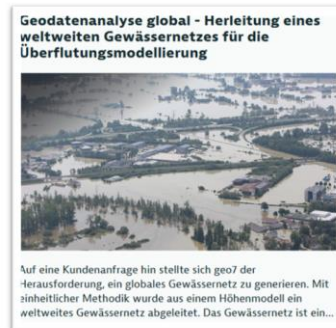 Geodatenanalyse global - Herleitung eines
weltweiten Gewässernetzes für die
Überflutungsmodellierung
Auf eine Kundenanfrage hin stellte sich geo7 der
Herausforderung, ein globales Gewässernetz zu generieren. Mit
einheitlicher Methodik wurde aus einem Höhenmodell ein
weltweites Gewässernetz abgeleitet. Das Gewässernetz ist ein...